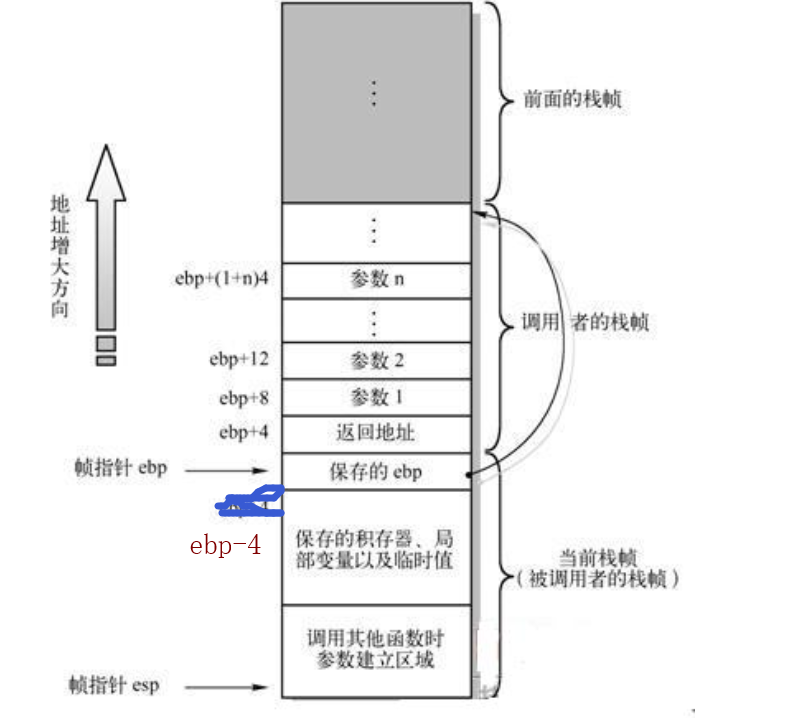 ⋮
前面的栈帧
地址增大方向
⋮
ebp+(1+n)4
参数 n
⋮
调用 者的栈帧
ebp+12
参数 2
ebp+8
参数 1
ebp+4
返回地址
帧指针 ebp
保存的 ebp
ebp-4
保存的积存器、局
部变量以及临时值
当前栈帧
( 被调用者的栈帧 )
调用其他函数时
参数建立区域
帧指针 esp